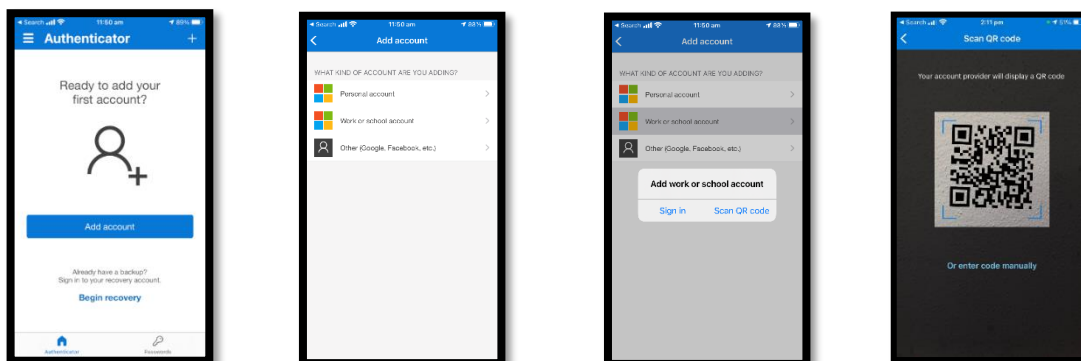 Search 11:50 am 89%
Authenticator
Ready to add your
first account?
Add account
Already have a backup?
Sign in to your recovery account.
Begin recovery
Authenticator Passwords
Search 11:50 am
Add account
WHAT KIND OF ACCOUNT ARE YOU ADDING?
Personal account
Work or school account
Other (Google, Facebook, etc.)
Search 11:50 am
Add account
WHAT KIND OF ACCOUNT ARE YOU ADDING?
Personal account
Work or school account
Other (Google, Facebook, etc.)
Add work or school account
Sign in Scan QR code
Search 2:11 pm
Scan QR code
Your account provider will display a QR code
Or enter code manually